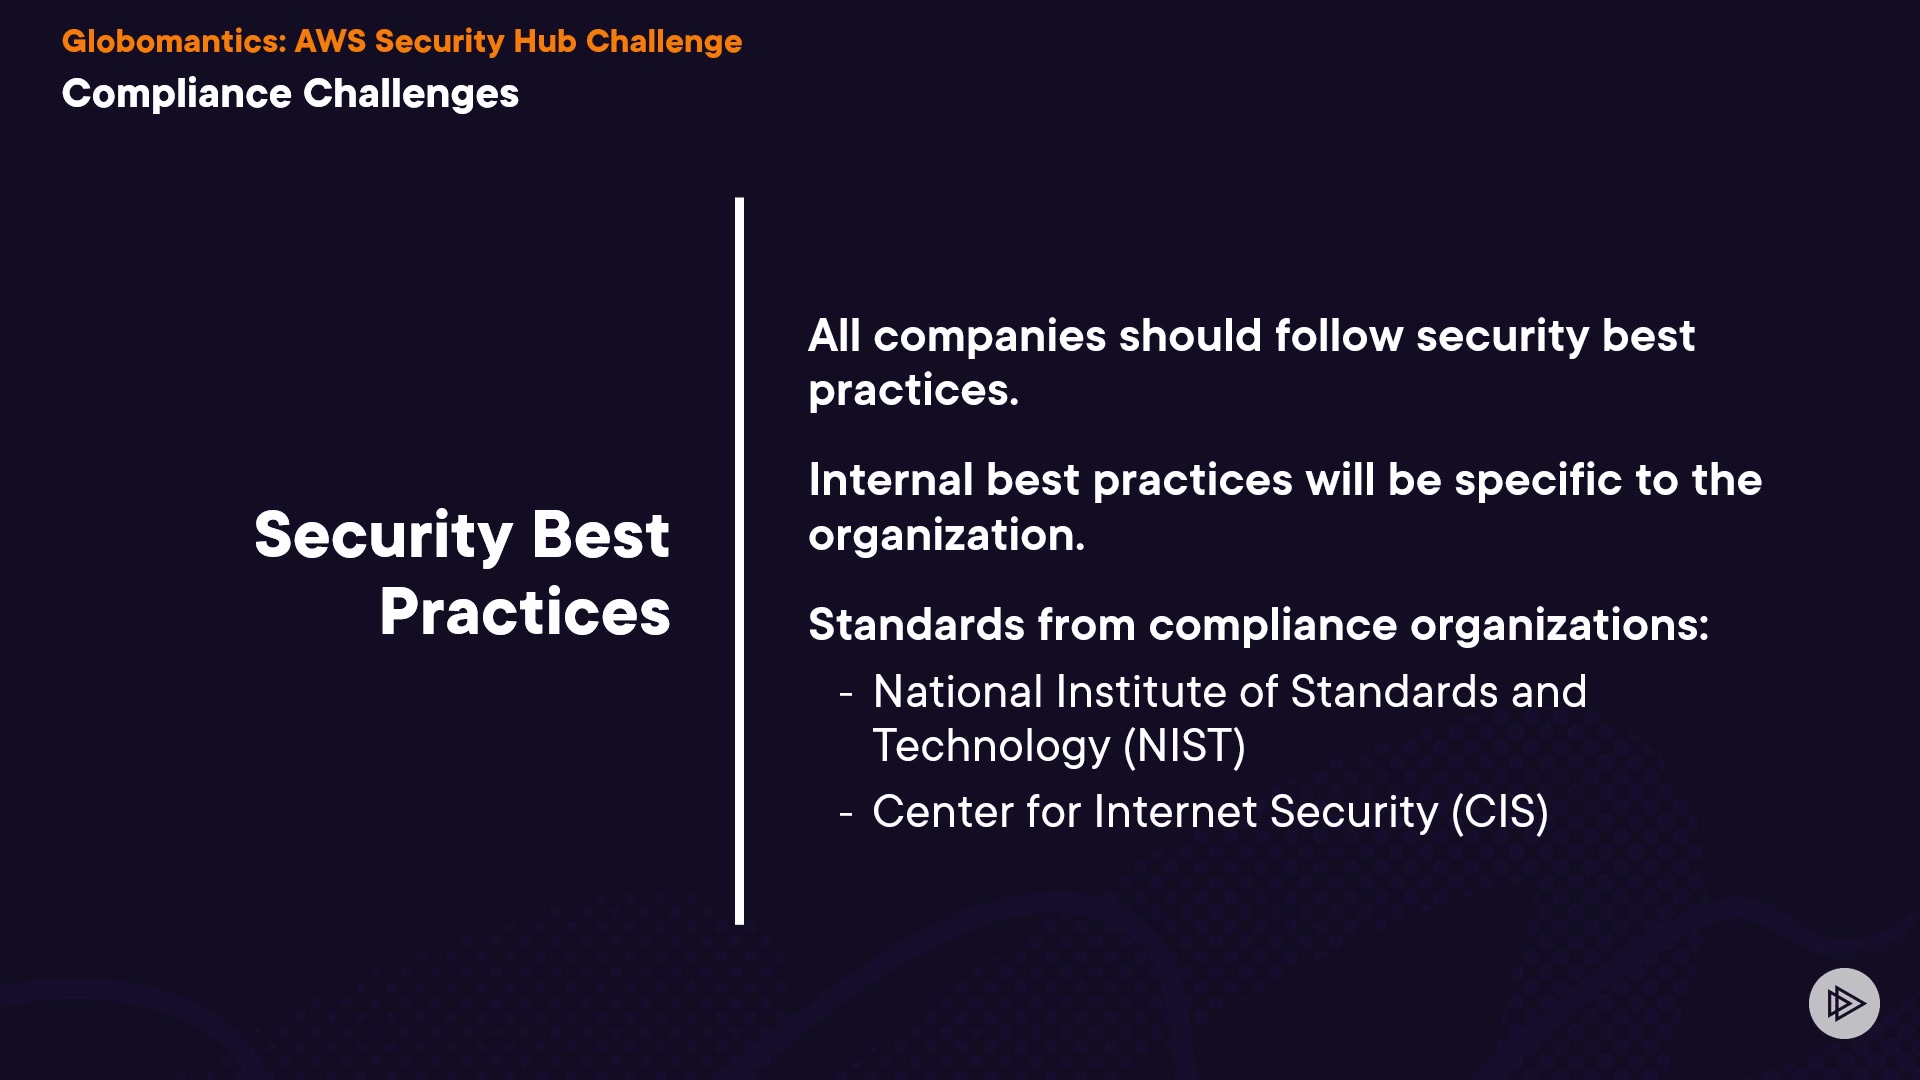 Globomantics: AWS Security Hub Challenge
Compliance Challenges
Security Best
Practices
All companies should follow security best
practices.
Internal best practices will be specific to the
organization.
Standards from compliance organizations:
- National Institute of Standards and
Technology (NIST)
- Center for Internet Security (CIS)